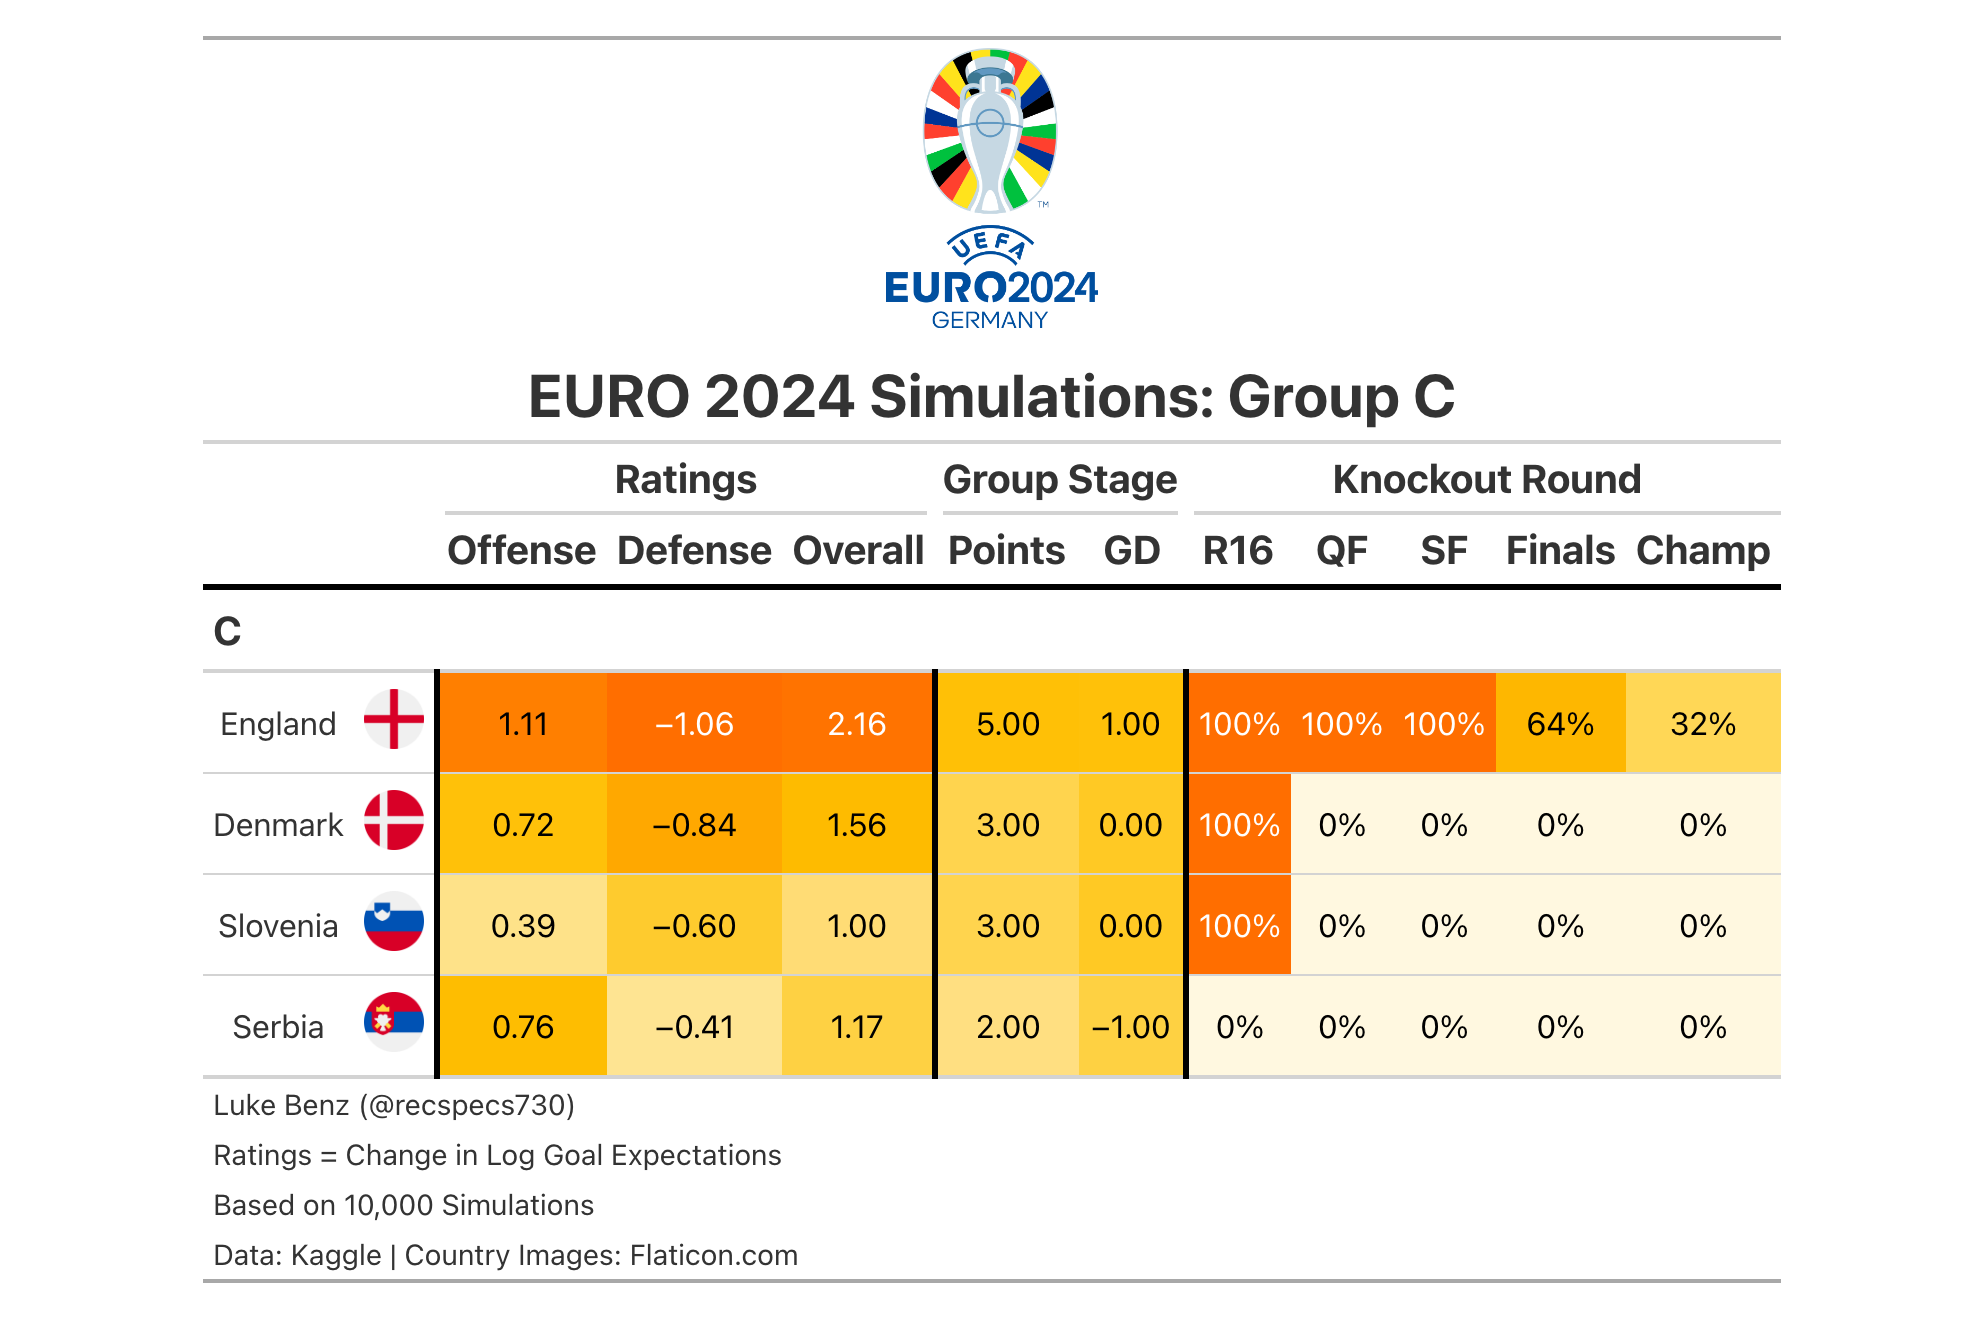 TM
UEFA
EURO2024
GERMANY
EURO 2024 Simulations: Group C
Ratings Group Stage Knockout Round
Offense Defense Overall Points GD R16 QF SF Finals Champ
C
England 1.11 −1.06 2.16 5.00 1.00 100% 100% 100% 64% 32%
Denmark 0.72 −0.84 1.56 3.00 0.00 100% 0% 0% 0% 0%
Slovenia 0.39 −0.60 1.00 3.00 0.00 100% 0% 0% 0% 0%
Serbia 0.76 −0.41 1.17 2.00 −1.00 0% 0% 0% 0% 0%
Luke Benz (@recspecs730)
Ratings = Change in Log Goal Expectations
Based on 10,000 Simulations
Data: Kaggle | Country Images: Flaticon.com